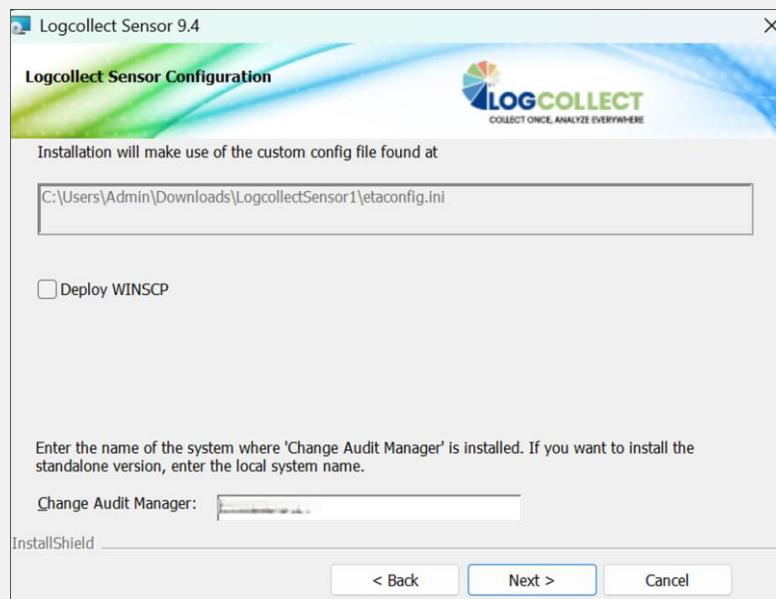 Logcollect Sensor 9.4
Logcollect Sensor Configuration
LOGCOLLECT
COLLECT ONCE, ANALYZE EVERYWHERE
Installation will make use of the custom config file found at
C:\Users\Admin\Downloads\LogcollectSensor1\etaconfig.ini
Deploy WINSCP
Enter the name of the system where 'Change Audit Manager' is installed. If you want to install the
standalone version, enter the local system name.
Change Audit Manager:
InstallShield
< Back Next > Cancel